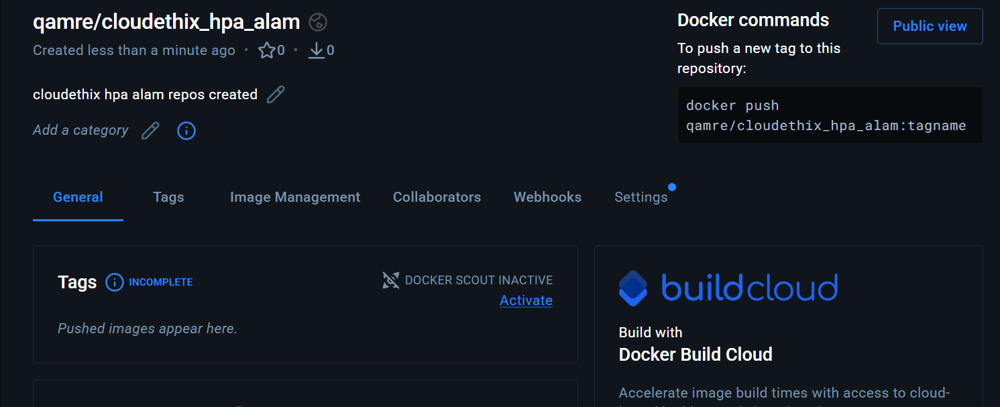 qamre/cloudethix_hpa_alam
Created less than a minute ago · 0 · 0
cloudethix hpa alam repos created
Add a category
Docker commands
Public view
To push a new tag to this
repository:
docker push
qamre/cloudethix_hpa_alam:tagname
General Tags Image Management Collaborators Webhooks Settings
Tags INCOMPLETE
DOCKER SCOUT INACTIVE
Activate
Pushed images appear here.
buildcloud
Build with
Docker Build Cloud
Accelerate image build times with access to cloud-